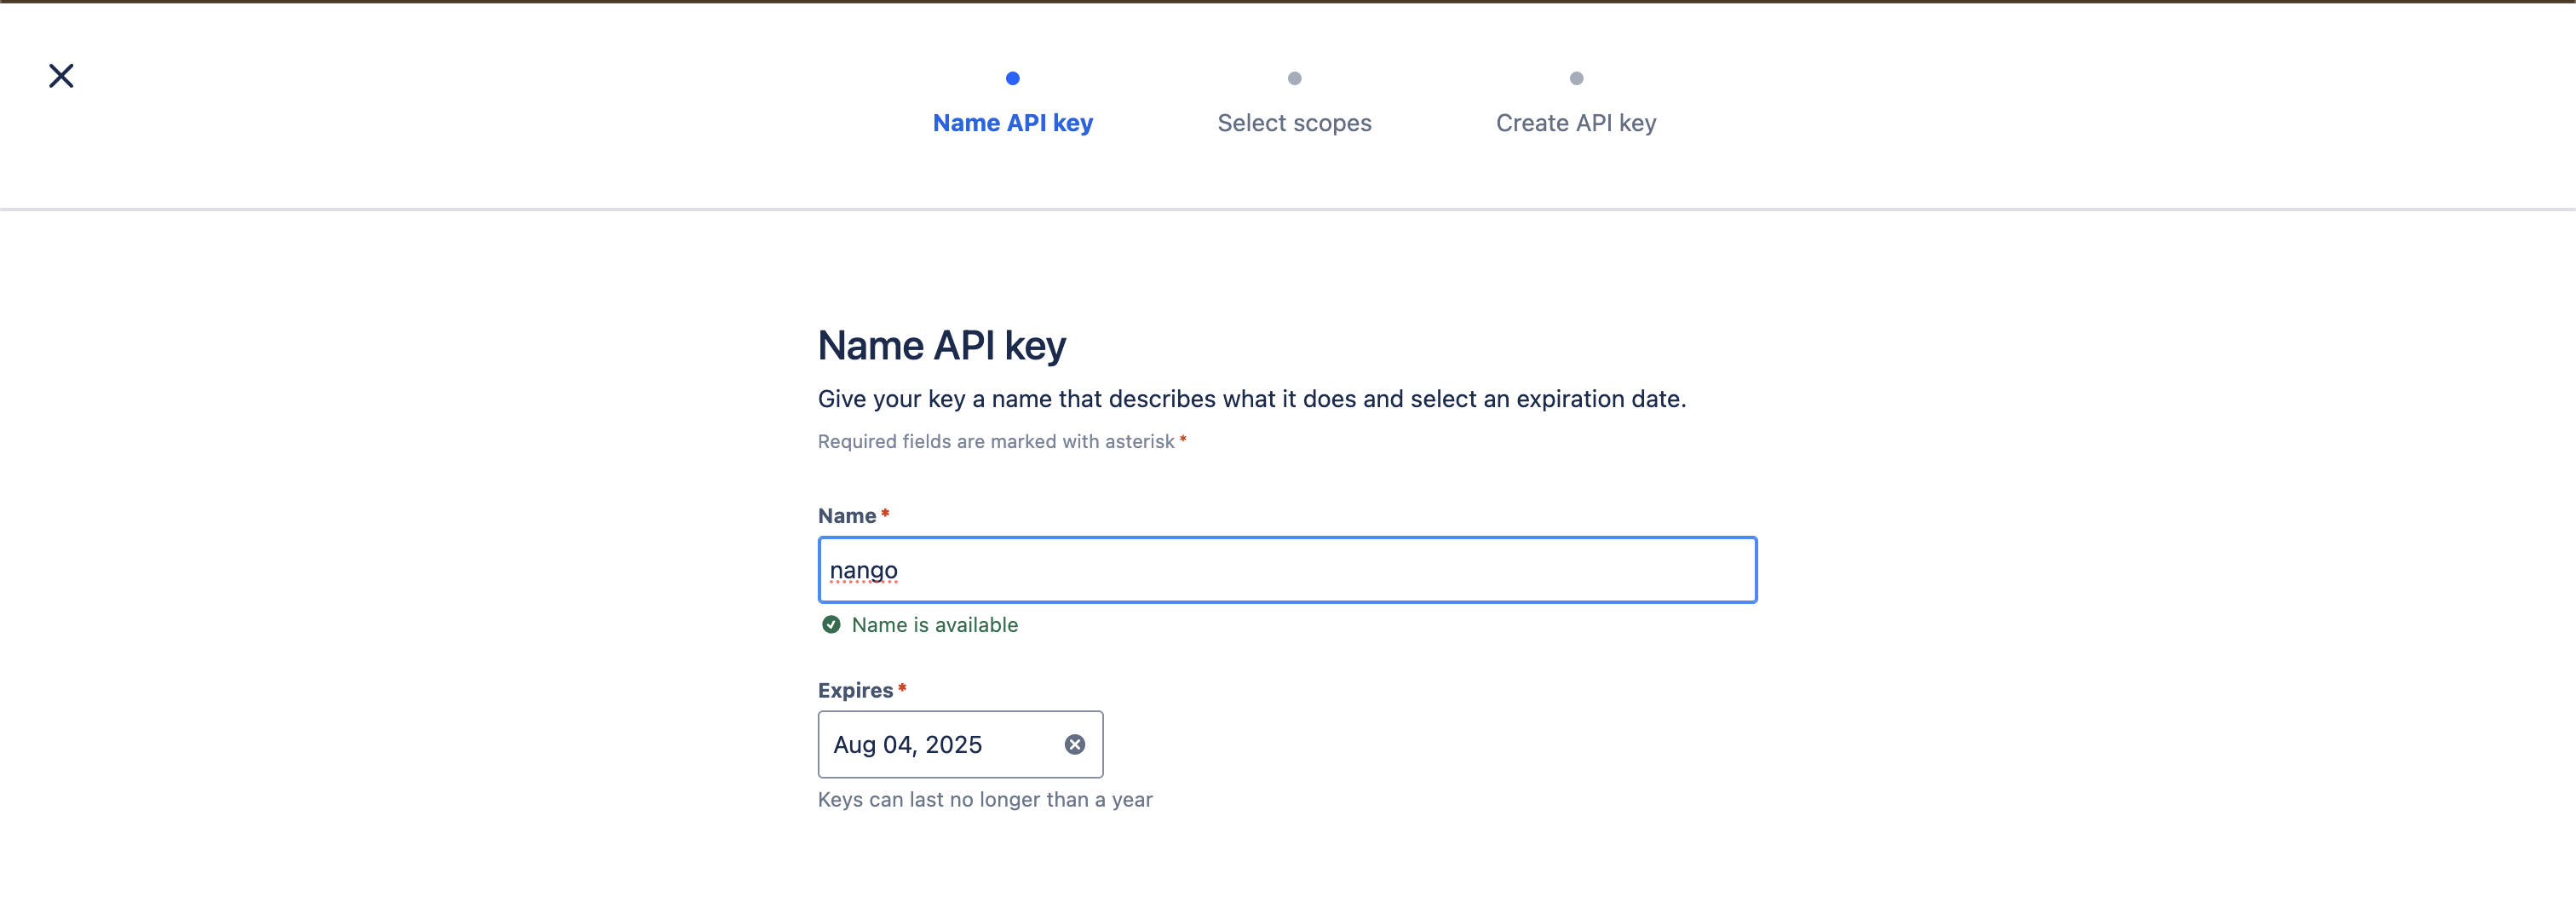 Name API key
Select scopes
Create API key
Name API key
Give your key a name that describes what it does and select an expiration date.
Required fields are marked with asterisk *
Name *
nango
Name is available
Expires *
Aug 04, 2025
Keys can last no longer than a year